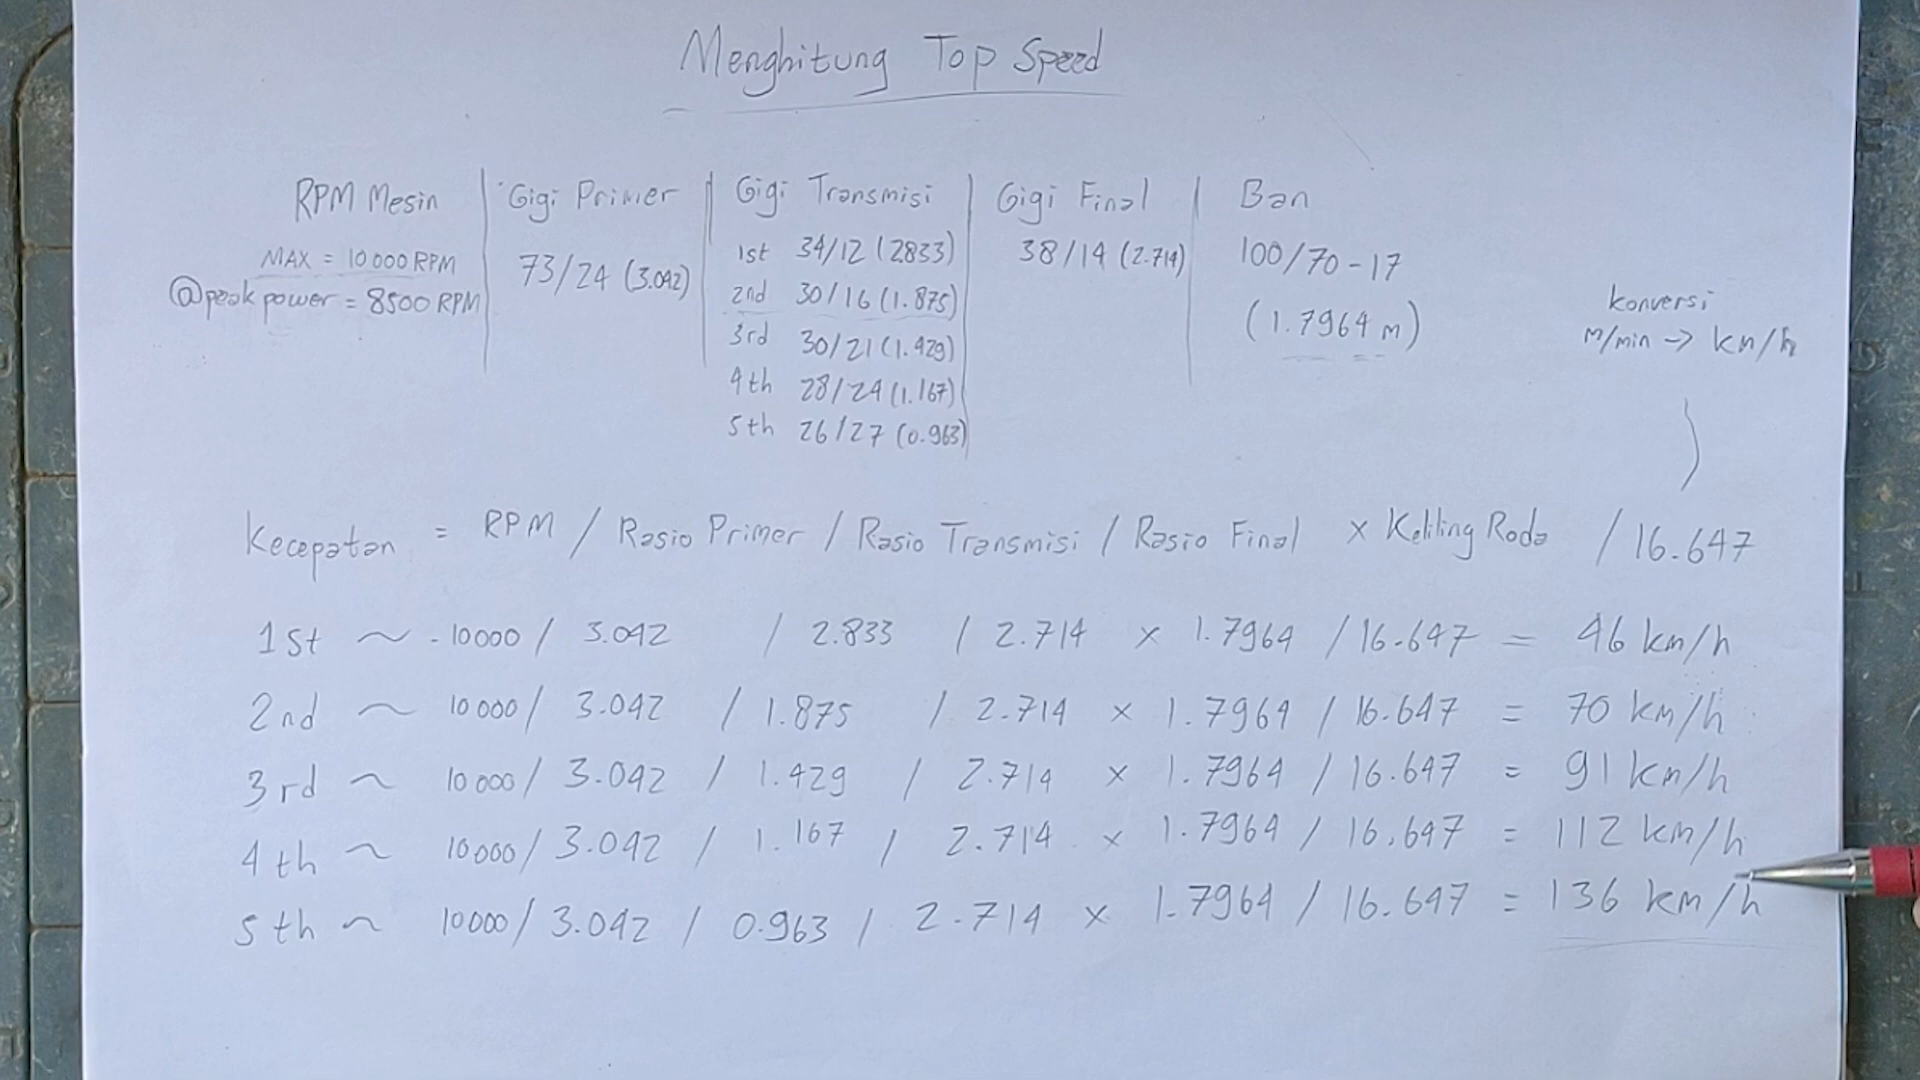 Menghitung Top Speed
RPM Mesin | Gigi Primer | Gigi Transmisi | Gigi Final | Ban
MAX = 10000 RPM
@peak power = 8500 RPM
73/24 (3.042)
1st 34/12 (2833)
2nd 30/16 (1.875)
3rd 30/21 (1.429)
4th 28/24 (1.167)
5th 26/27 (0.963)
38/14 (2.714)
100/70-17
(1.7964 m)
konversi
m/min -> km/h
Kecepatan = RPM / Rasio Primer / Rasio Transmisi / Rasio Final x Keliling Roda / 16.647
1st ~ 10000 / 3.042 / 2.833 / 2.714 x 1.7964 / 16.647 = 46 km/h
2nd ~ 10000 / 3.042 / 1.875 / 2.714 x 1.7964 / 16.647 = 70 km/h
3rd ~ 10000 / 3.042 / 1.429 / 2.714 x 1.7964 / 16.647 = 91 km/h
4th ~ 10000 / 3.042 / 1.167 / 2.714 x 1.7964 / 16.647 = 112 km/h
5th ~ 10000 / 3.042 / 0.963 / 2.714 x 1.7964 / 16.647 = 136 km/h